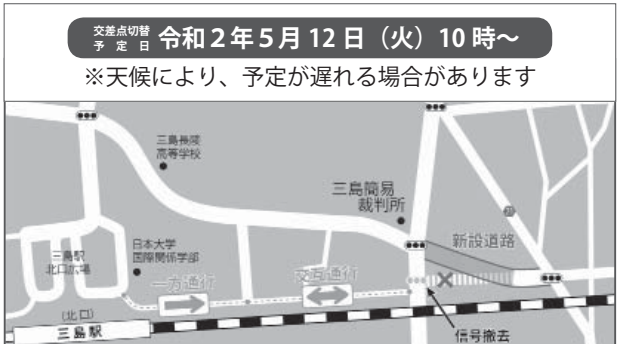 交差点切替
予定日
令和2年5月12日（火）10時～
※天候により、予定が遅れる場合があります
三島長陵
高等学校
三島簡易
裁判所
新設道路
日本大学
国際関係学部
三島駅
北口広場
一方通行
交互通行
(北口)
三島駅
信号撤去